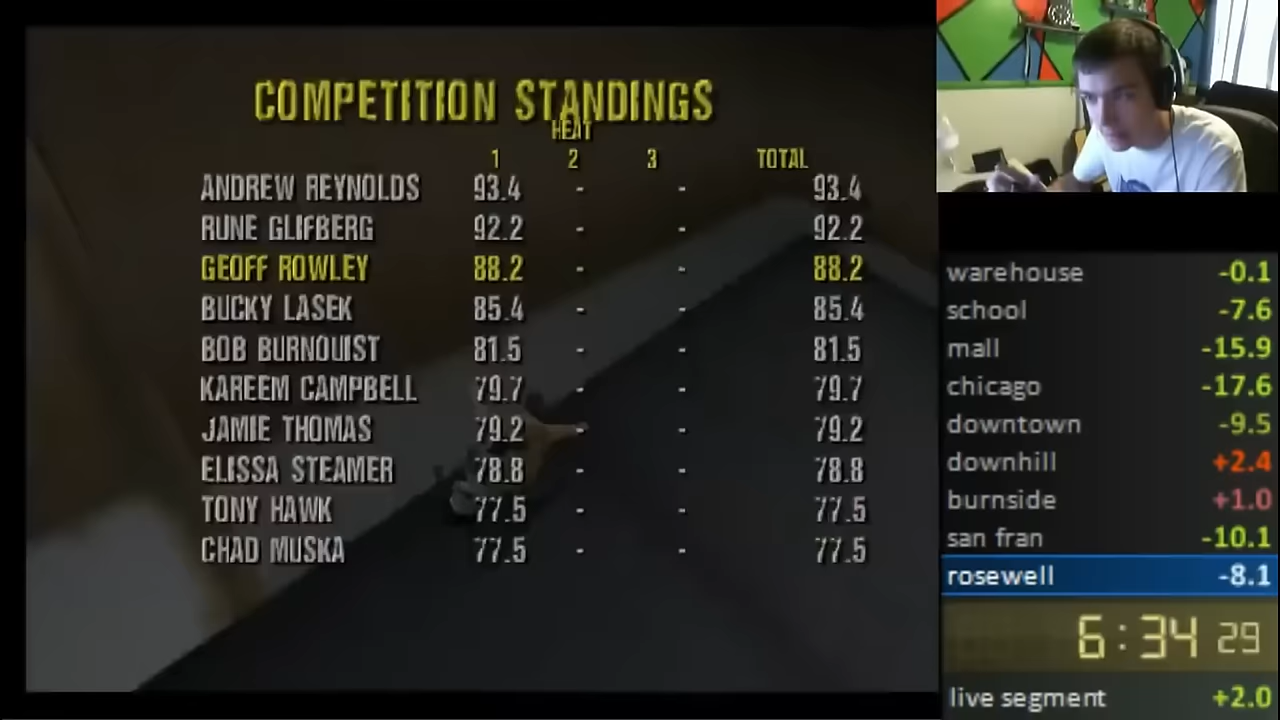 COMPETITION STANDINGS
HEAT
1 2 3 TOTAL
ANDREW REYNOLDS 93.4 - - 93.4
RUNE GLIFBERG 92.2 - - 92.2
GEOFF ROWLEY 88.2 - - 88.2
BUCKY LASEK 85.4 - - 85.4
BOB BURNQUIST 81.5 - - 81.5
KAREEM CAMPBELL 79.7 - - 79.7
JAMIE THOMAS 79.2 - - 79.2
ELISSA STEAMER 78.8 - - 78.8
TONY HAWK 77.5 - - 77.5
CHAD MUSKA 77.5 - - 77.5
warehouse -0.1
school -7.6
mall -15.9
chicago -17.6
downtown -9.5
downhill +2.4
burnside +1.0
san fran -10.1
rosewell -8.1
6:34 29
live segment +2.0